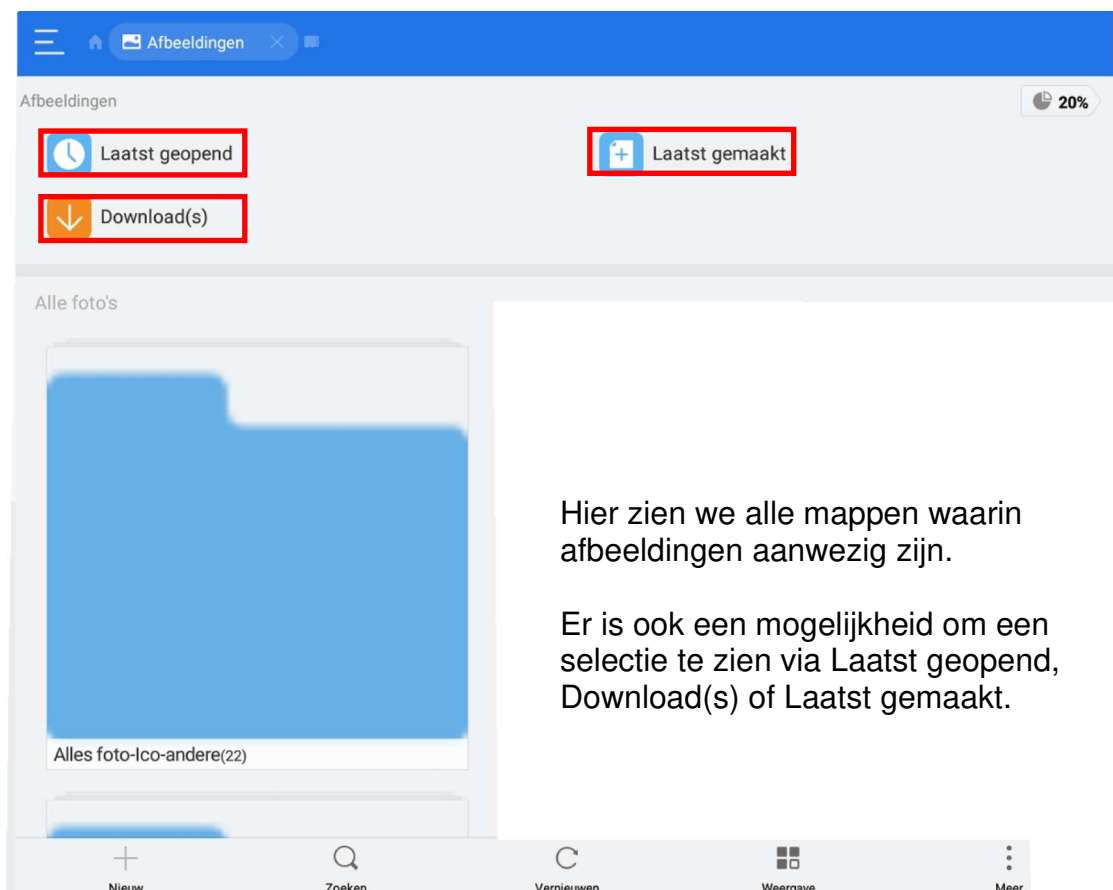 Afbeeldingen
Afbeeldingen
20%
Laatst geopend
Laatst gemaakt
Download(s)
Alle foto's
Hier zien we alle mappen waarin
afbeeldingen aanwezig zijn.
Er is ook een mogelijkheid om een
selectie te zien via Laatst geopend,
Download(s) of Laatst gemaakt.
Alles foto-Ico-andere(22)
Nieuw
Zoeken
Vernieuwen
Weergave
Meer